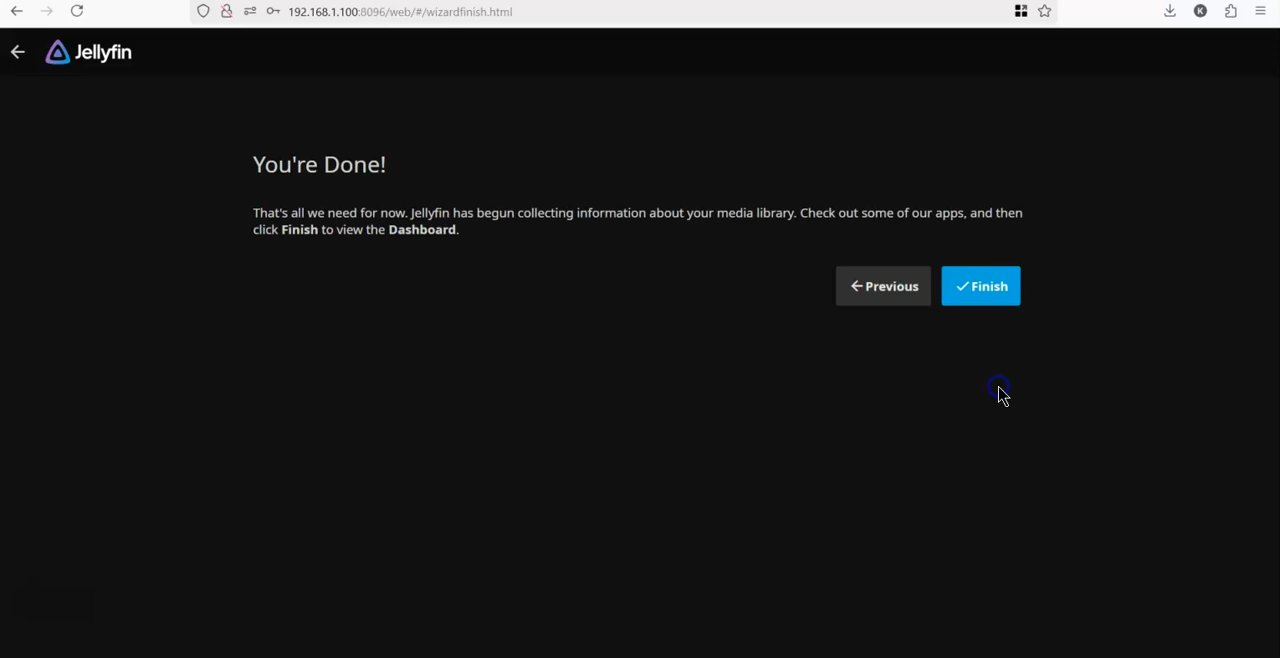 192.168.1.100:8096/web/#/wizardfinish.html
K
Jellyfin
You're Done!
That's all we need for now. Jellyfin has begun collecting information about your media library. Check out some of our apps, and then
click Finish to view the Dashboard.
Previous
Finish